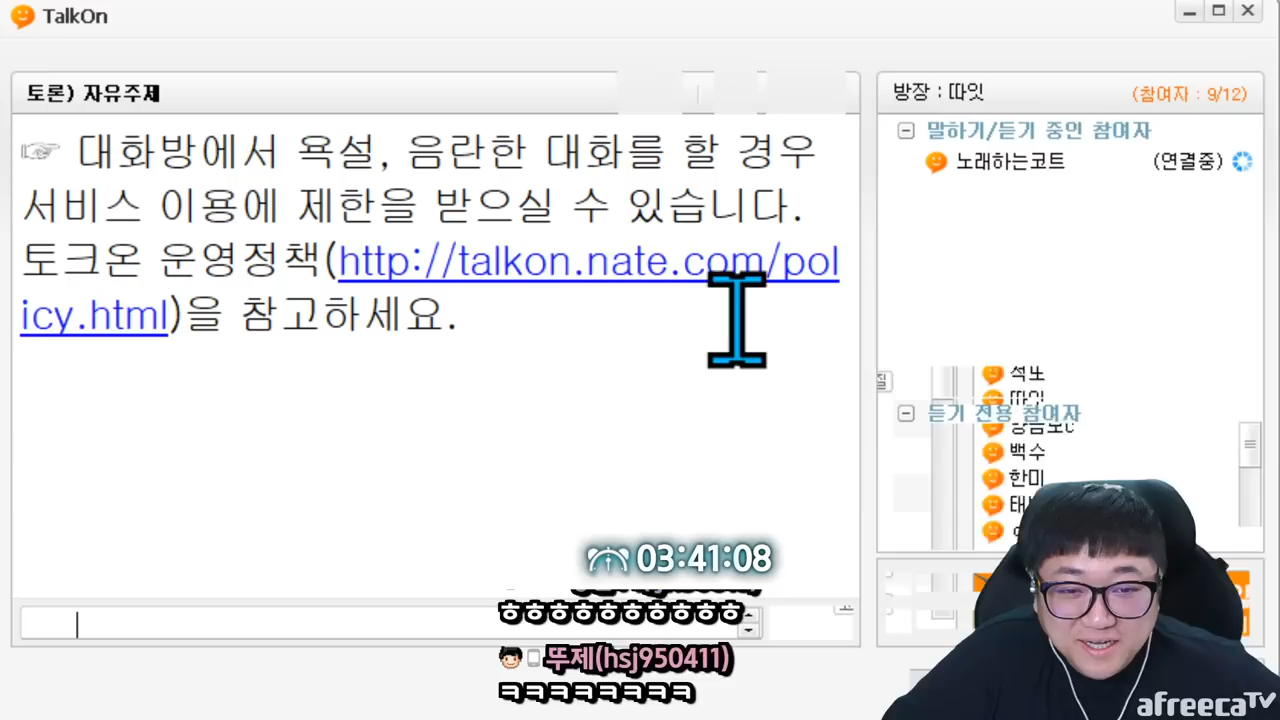 TalkOn
토론) 자유주제
방장 : 따잇
(참여자 : 9/12)
☞ 대화방에서 욕설, 음란한 대화를 할 경우
서비스 이용에 제한을 받으실 수 있습니다.
토크온 운영정책(http://talkon.nate.com/pol
icy.html)을 참고하세요.
말하기/듣기 중인 참여자
노래하는코트 (연결중)
듣기 전용 참여자
백수
한미
03:41:08
ㅎㅎㅎㅎㅎㅎㅎㅎㅎㅎ
뚜제(hsj950411)
ㅋㅋㅋㅋㅋㅋㅋㅋ
afreecaTV